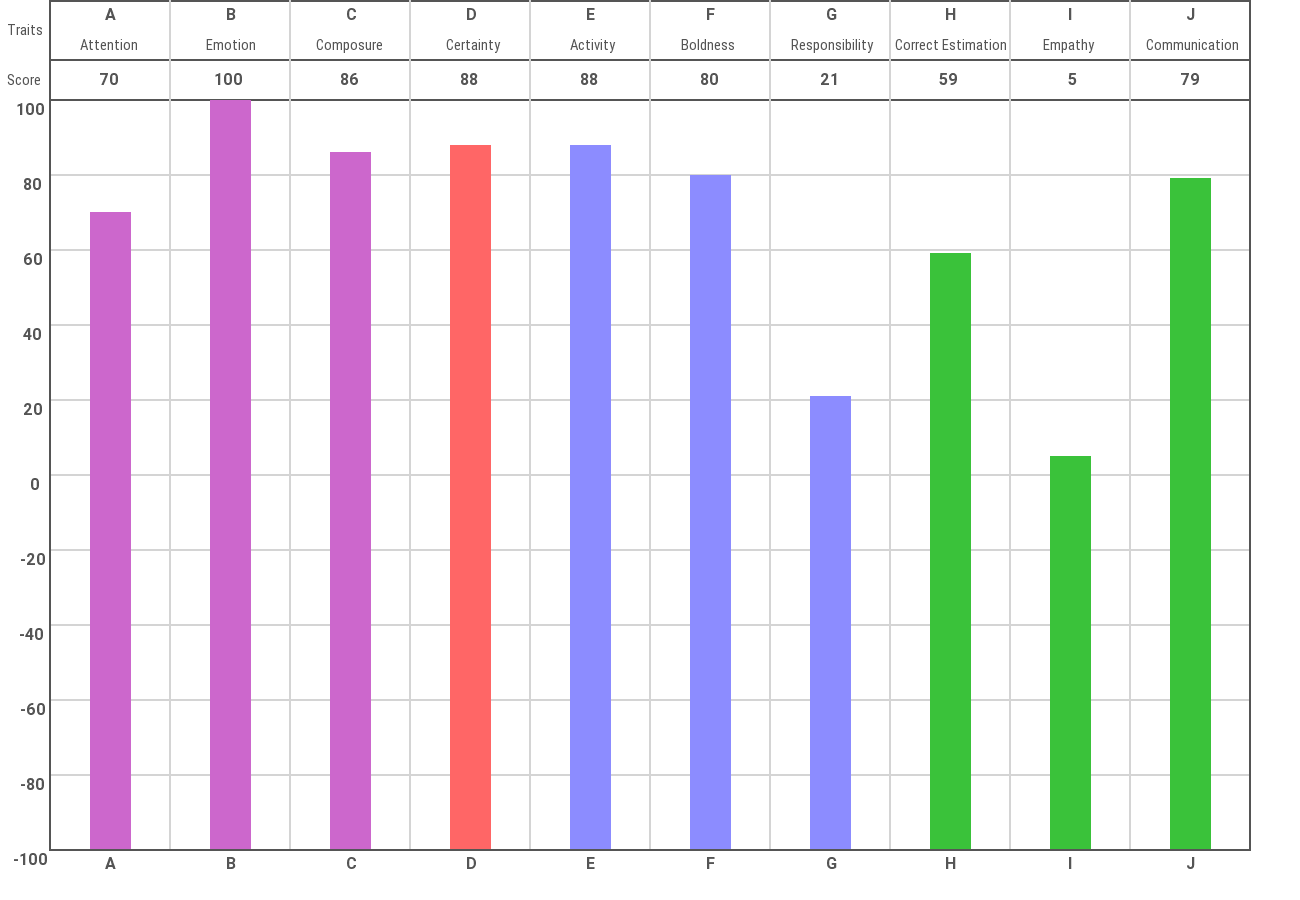 A B C D E F G H I J
Traits
Attention Emotion Composure Certainty Activity Boldness Responsibility Correct Estimation Empathy Communication
Score 70 100 86 88 88 80 21 59 5 79
100
80
60
40
20
0
-20
-40
-60
-80
-100
A B C D E F G H I J